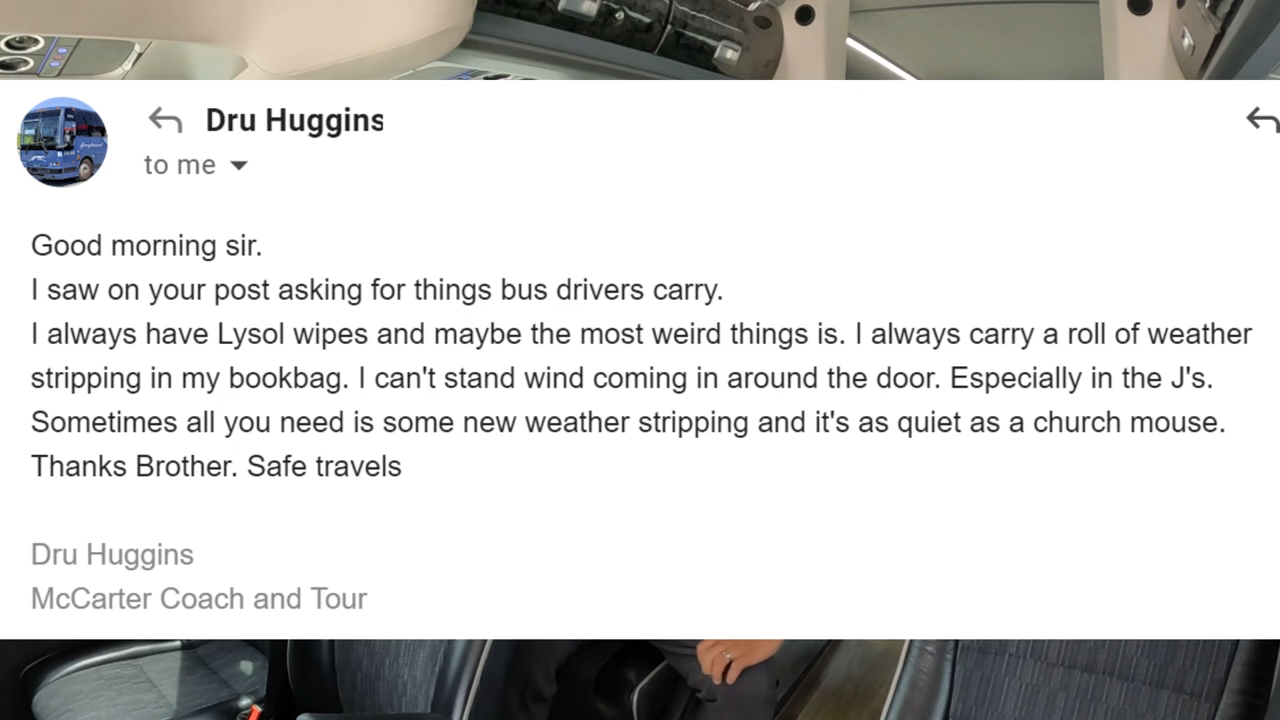 Dru Huggins
to me
Good morning sir.
I saw on your post asking for things bus drivers carry.
I always have Lysol wipes and maybe the most weird things is. I always carry a roll of weather
stripping in my bookbag. I can't stand wind coming in around the door. Especially in the J's.
Sometimes all you need is some new weather stripping and it's as quiet as a church mouse.
Thanks Brother. Safe travels
Dru Huggins
McCarter Coach and Tour